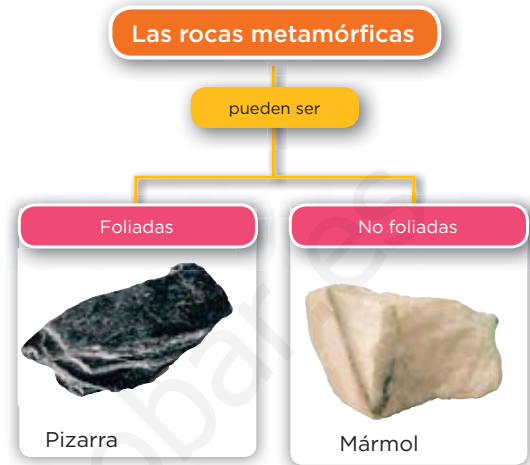 Las rocas metamórficas
pueden ser
Foliadas
No foliadas
Pizarra
Mármol